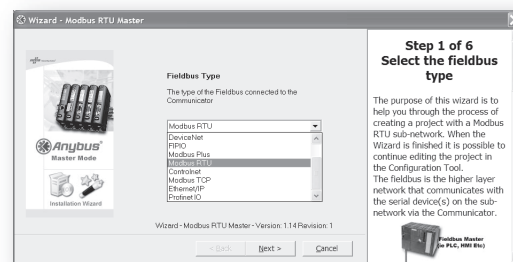 Wizard - Modbus RTU Master
Anybus®
Master Mode
Installation Wizard
Fieldbus Type
The type of the Fieldbus connected to the
Communicator
Modbus RTU
DeviceNet
FIPIO
Modbus Plus
Modbus RTU
Controlnet
Modbus TCP
Ethernet/IP
Profinet IO
Wizard - Modbus RTU Master - Version: 1.14 Revision: 1
< Back
Next >
Cancel
Step 1 of 6
Select the fieldbus
type
The purpose of this wizard is to
help you through the process of
creating a project with a Modbus
RTU sub-network. When the
Wizard is finished it is possible to
continue editing the project in
the Configuration Tool.
The fieldbus is the higher layer
network that communicates with
the serial device(s) on the sub-
network via the Communicator.
Fieldbus Master
(ie PLC, HMI Etc)